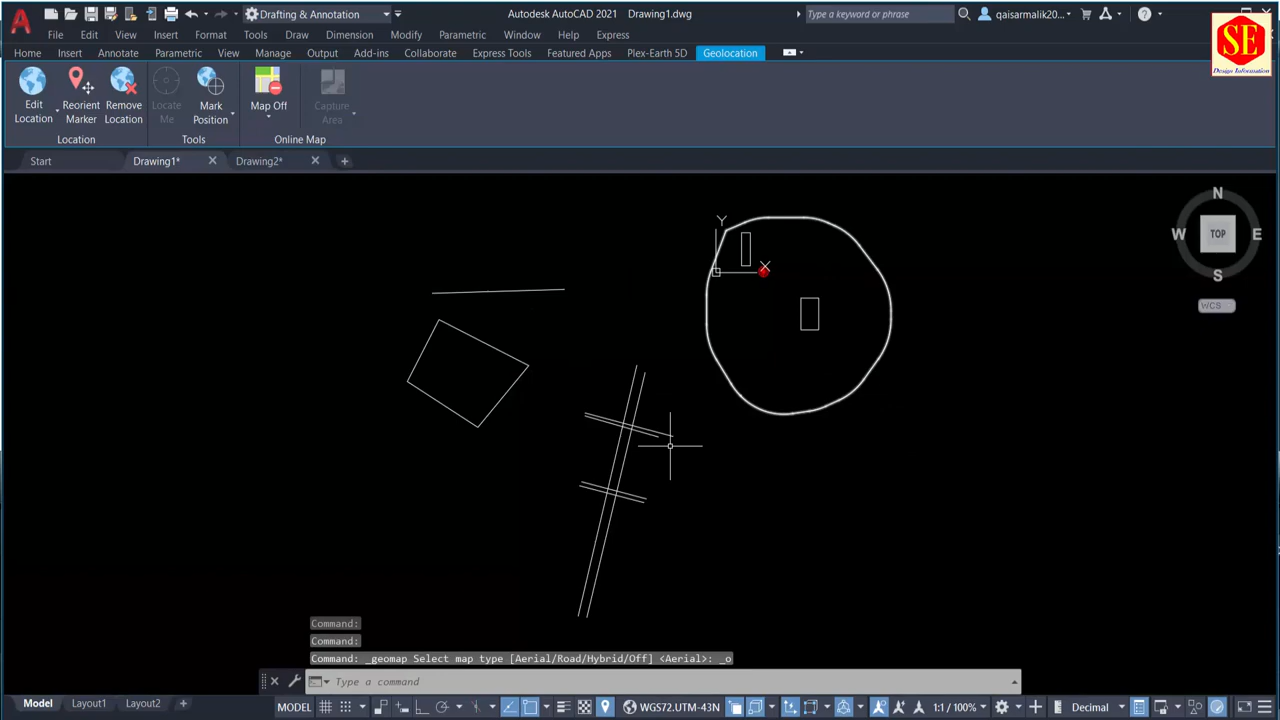 Drafting & Annotation
Autodesk AutoCAD 2021 Drawing1.dwg
Type a keyword or phrase
qaisarmalik20...
File Edit View Insert Format Tools Draw Dimension Modify Parametric Window Help Express
SE
Design Information
Home Insert Annotate Parametric View Manage Output Add-ins Collaborate Express Tools Featured Apps Plex-Earth 5D Geolocation
Edit Location
Reorient Marker
Remove Location
Locate Me
Mark Position
Map Off
Capture Area
Location Tools Online Map
Start Drawing1* Drawing2*
N
W TOP E
S
WCS
Y
X
Command:
Command:
Command: _geomap Select map type [Aerial/Road/Hybrid/Off] <Aerial>: _o
Type a command
Model Layout1 Layout2
MODEL WGS72.UTM-43N 1:1 / 100% Decimal